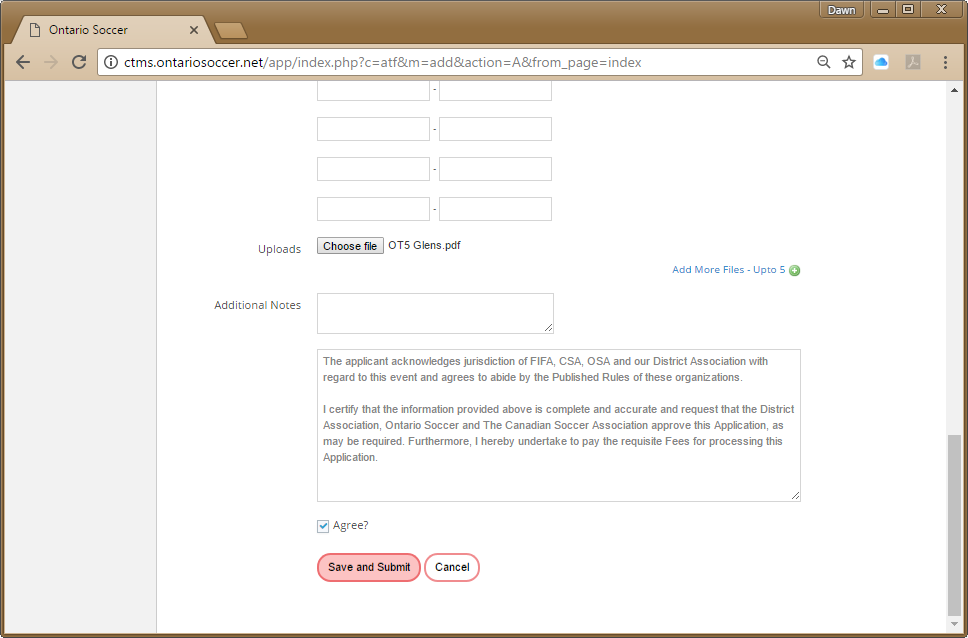 Dawn
Ontario Soccer
ctms.ontariosoccer.net/app/index.php?c=atf&m=add&action=A&from_page=index
-
-
-
-
Uploads
Choose file OT5 Glens.pdf
Add More Files - Upto 5
Additional Notes
The applicant acknowledges jurisdiction of FIFA, CSA, OSA and our District Association with
regard to this event and agrees to abide by the Published Rules of these organizations.
I certify that the information provided above is complete and accurate and request that the District
Association, Ontario Soccer and The Canadian Soccer Association approve this Application, as
may be required. Furthermore, I hereby undertake to pay the requisite Fees for processing this
Application.
Agree?
Save and Submit Cancel